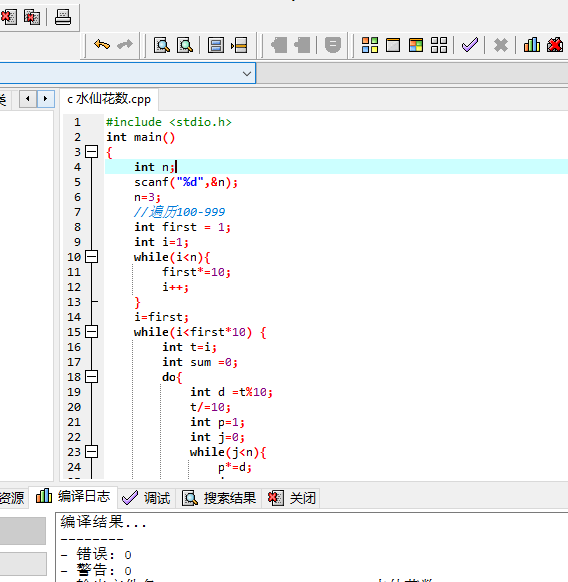 类
c 水仙花数.cpp
1 #include <stdio.h>
2 int main()
3 {
4 int n;
5 scanf("%d",&n);
6 n=3;
7 //遍历100-999
8 int first = 1;
9 int i=1;
10 while(i<n){
11 first*=10;
12 i++;
13 }
14 i=first;
15 while(i<first*10) {
16 int t=i;
17 int sum =0;
18 do{
19 int d =t%10;
20 t/=10;
21 int p=1;
22 int j=0;
23 while(j<n){
24 p*=d;
资源 编译日志 调试 搜索结果 关闭
编译结果...
--------
- 错误: 0
- 警告: 0